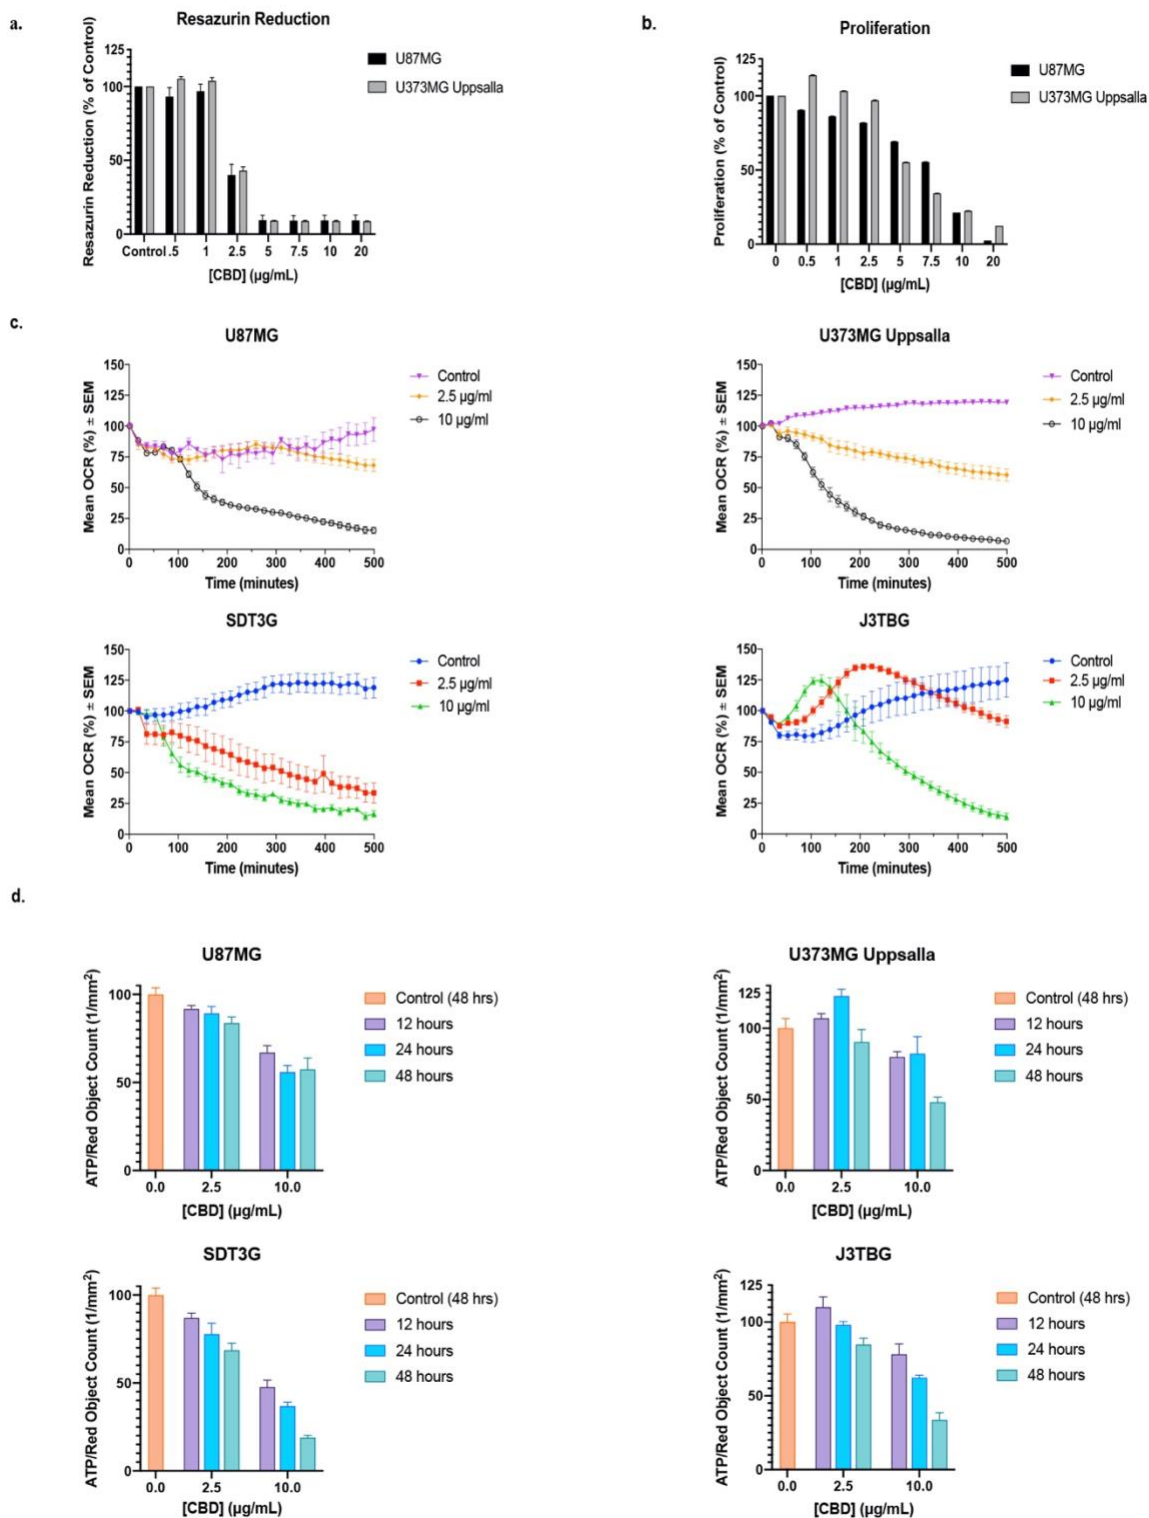 a.
Resazurin Reduction
Resazurin Reduction (% of Control)
125
100
50
0
Control .5 1 2.5 5 7.5 10 20
[CBD] (µg/mL)
U87MG
U373MG Uppsalla
b.
Proliferation
Proliferation (% of Control)
125
100
50
0
0 0.5 1 2.5 5 7.5 10 20
[CBD] (µg/mL)
U87MG
U373MG Uppsalla
c.
U87MG
Mean OCR (%) ± SEM
150
125
100
75
50
25
0
0 100 200 300 400 500
Time (minutes)
Control
2.5 µg/ml
10 µg/ml
U373MG Uppsalla
Mean OCR (%) ± SEM
150
125
100
75
50
25
0
0 100 200 300 400 500
Time (minutes)
Control
2.5 µg/ml
10 µg/ml
SDT3G
Mean OCR (%) ± SEM
150
125
100
75
50
25
0
0 100 200 300 400 500
Time (minutes)
Control
2.5 µg/ml
10 µg/ml
J3TBG
Mean OCR (%) ± SEM
150
125
100
75
50
25
0
0 100 200 300 400 500
Time (minutes)
Control
2.5 µg/ml
10 µg/ml
d.
U87MG
ATP/Red Object Count (1/mm²)
100
50
0
0.0 2.5 10.0
[CBD] (µg/mL)
Control (48 hrs)
12 hours
24 hours
48 hours
U373MG Uppsalla
ATP/Red Object Count (1/mm²)
125
100
50
0
0.0 2.5 10.0
[CBD] (µg/mL)
Control (48 hrs)
12 hours
24 hours
48 hours
SDT3G
ATP/Red Object Count (1/mm²)
100
50
0
0.0 2.5 10.0
[CBD] (µg/mL)
Control (48 hrs)
12 hours
24 hours
48 hours
J3TBG
ATP/Red Object Count (1/mm²)
125
100
50
0
0.0 2.5 10.0
[CBD] (µg/mL)
Control (48 hrs)
12 hours
24 hours
48 hours